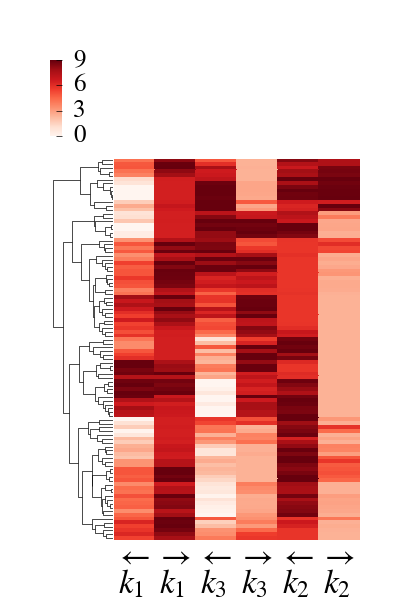 9
6
3
0
← → ← → ← →
k₁ k₁ k₃ k₃ k₂ k₂